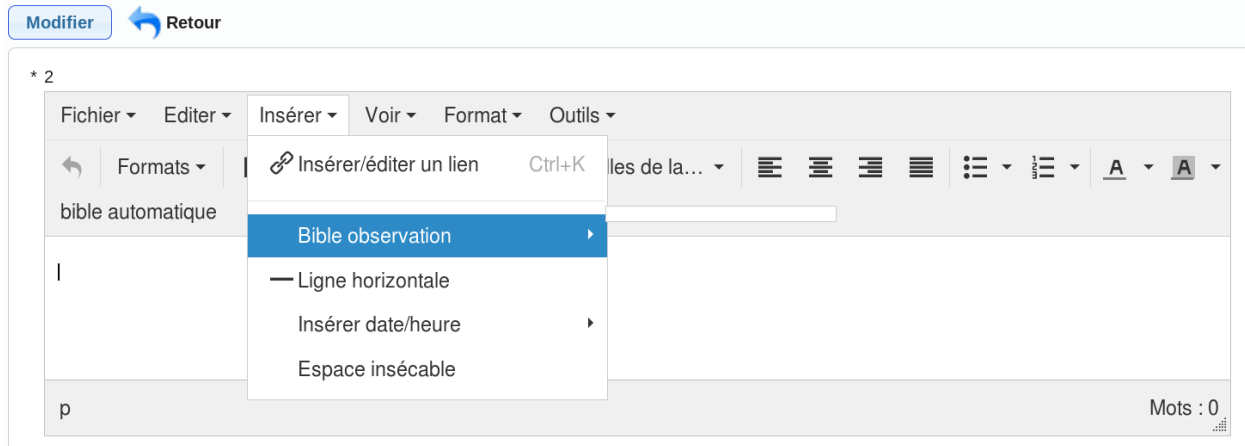 Modifier Retour
* 2
Fichier Editer Insérer Voir Format Outils
Formats Insérer/éditer un lien Ctrl+K lles de la... A A
bible automatique
Bible observation
Ligne horizontale
Insérer date/heure
Espace insécable
p Mots : 0